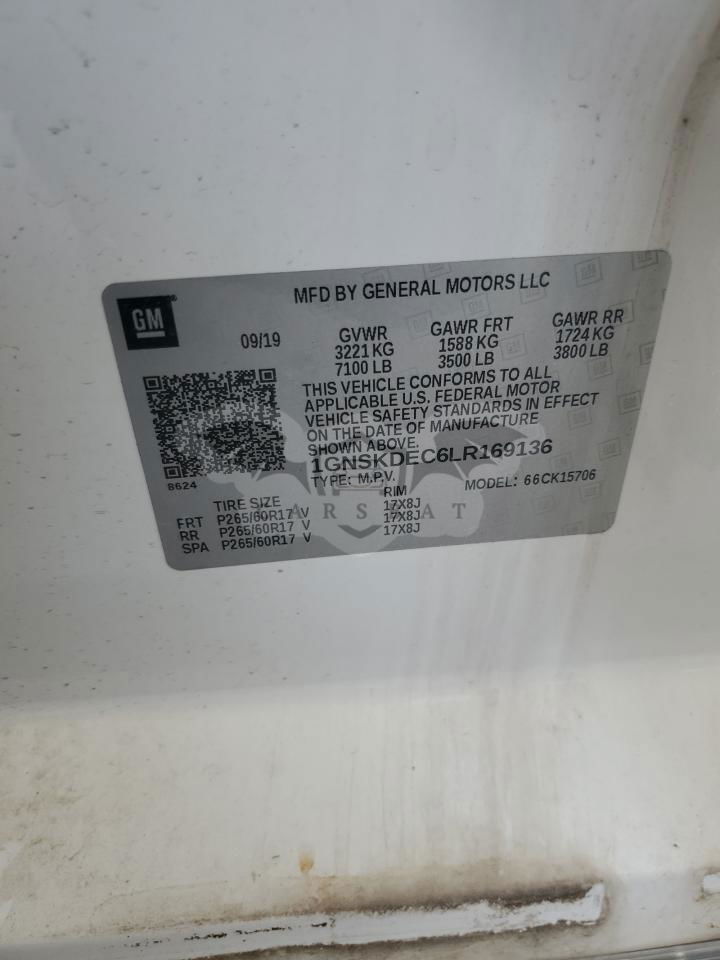 MFD BY GENERAL MOTORS LLC
GM
®
09/19
GVWR
3221 KG
7100 LB
GAWR FRT
1588 KG
3500 LB
GAWR RR
1724 KG
3800 LB
THIS VEHICLE CONFORMS TO ALL
APPLICABLE U.S. FEDERAL MOTOR
VEHICLE SAFETY STANDARDS IN EFFECT
ON THE DATE OF MANUFACTURE
SHOWN ABOVE.
1GNSKDEC6LR169136
TYPE: M.P.V.
MODEL: 66CK15706
8624
TIRE SIZE RIM
FRT P265/60R17 V 17X8J
RR P265/60R17 V 17X8J
SPA P265/60R17 V 17X8J